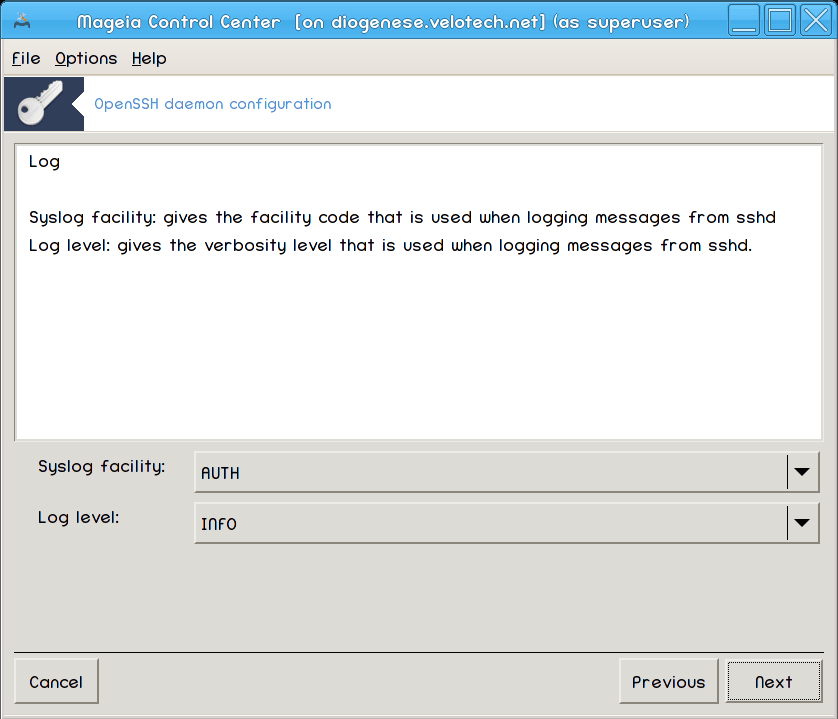 Mageia Control Center [on diogenese.velotech.net] (as superuser)
File Options Help
OpenSSH daemon configuration
Log
Syslog facility: gives the facility code that is used when logging messages from sshd
Log level: gives the verbosity level that is used when logging messages from sshd.
Syslog facility:
AUTH
Log level:
INFO
Cancel
Previous
Next